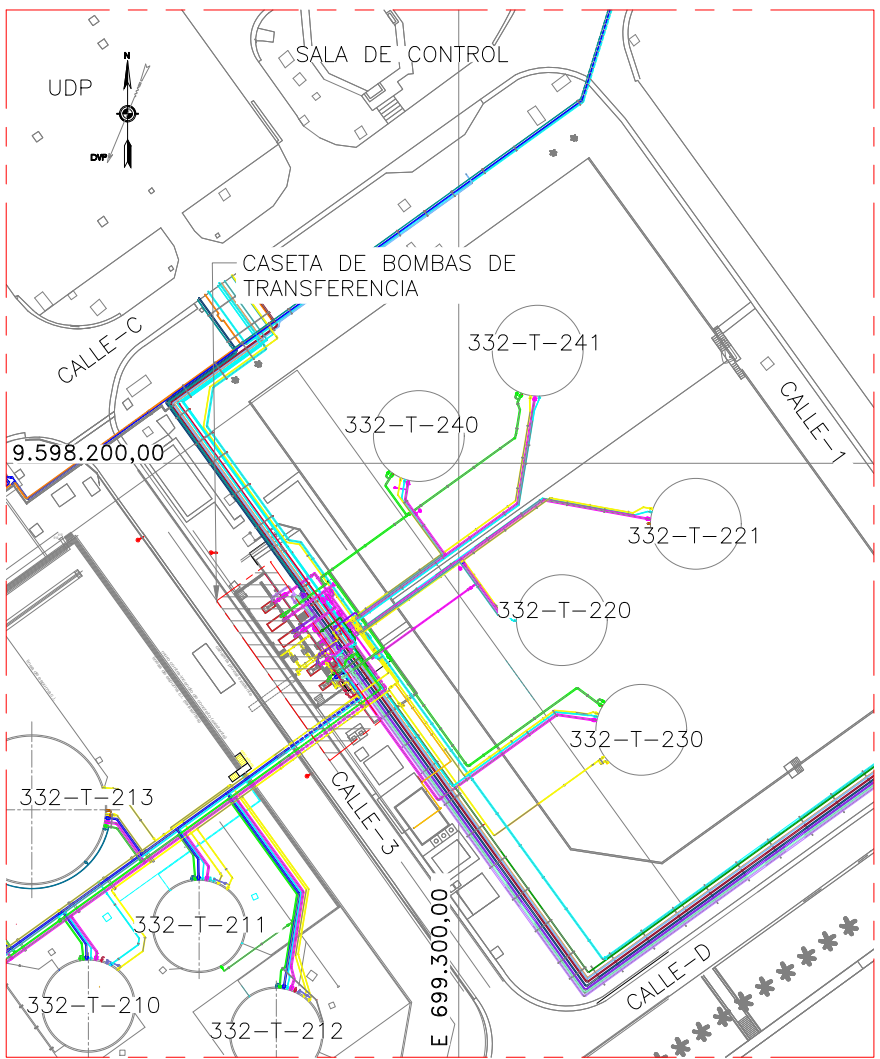 SALA DE CONTROL
UDP
N
DVP
CASETA DE BOMBAS DE
TRANSFERENCIA
CALLE-C
332-T-241
332-T-240
CALLE-1
9.598.200,00
332-T-221
332-T-220
332-T-230
CALLE-3
332-T-213
332-T-211
332-T-210
332-T-212
E 699.300,00
CALLE-D